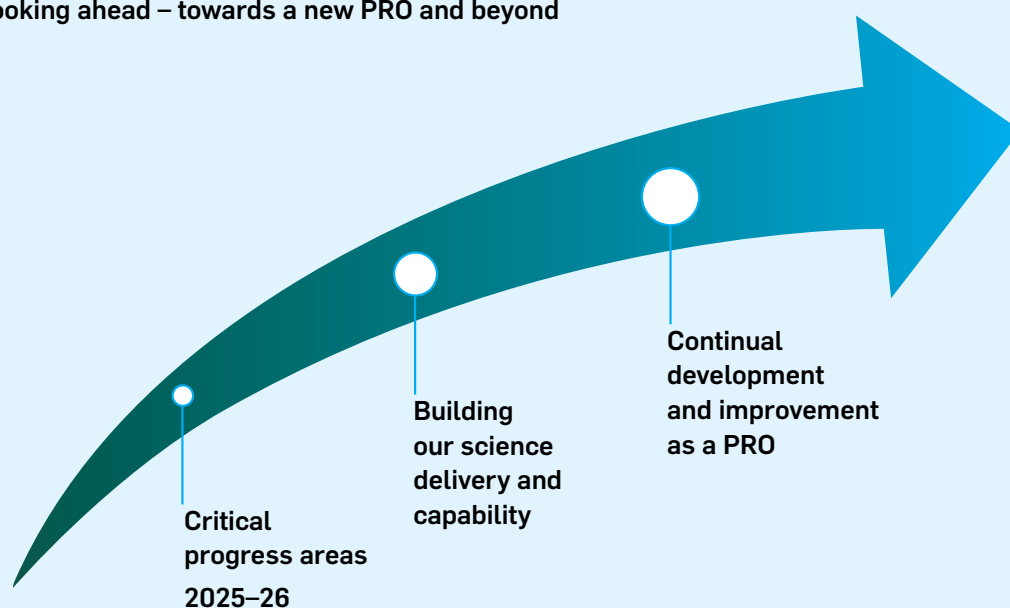 ooking ahead – towards a new PRO and beyond
Continual
development
and improvement
as a PRO
Building
our science
delivery and
capability
Critical
progress areas
2025–26